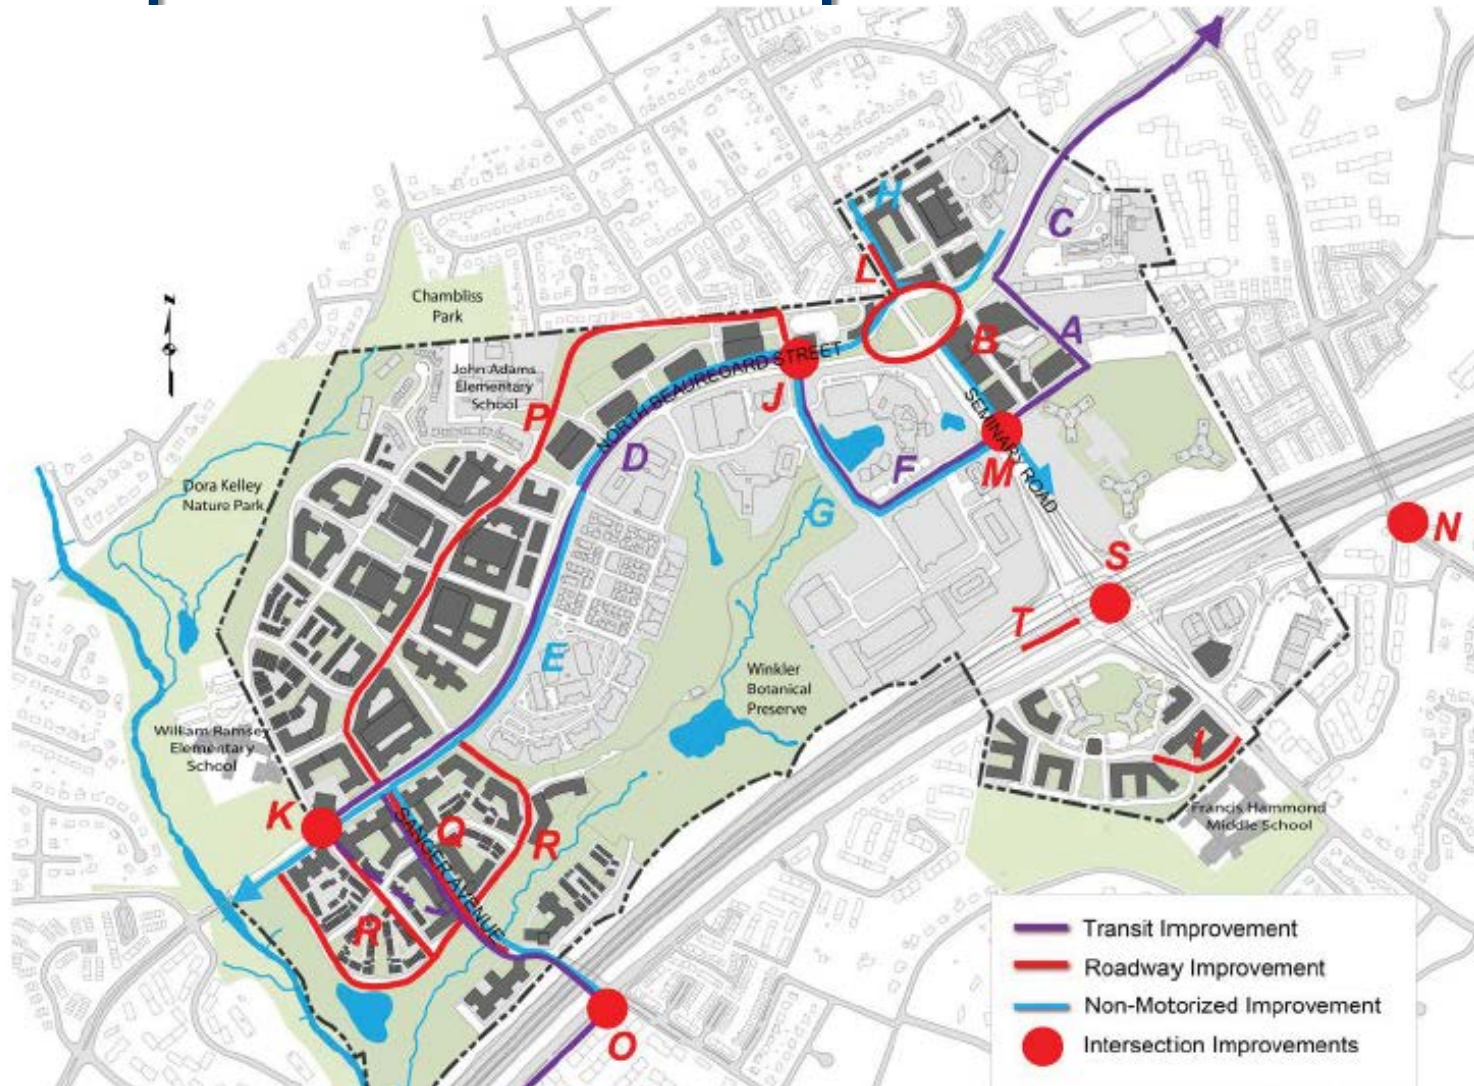 H
C
L
A
B
z
Chambliss
Park
John Adams
Elementary
School
NORTH BEAUREGARD STREET
J
P
SEMINARY ROAD
D
M
F
G
Dora Kelley
Nature Park
N
S
T
E
Winkler
Botanical
Preserve
William Ramsey
Elementary
School
I
Francis Hammond
Middle School
K
SANGER AVENUE
Q
R
R
O
Transit Improvement
Roadway Improvement
Non-Motorized Improvement
Intersection Improvements